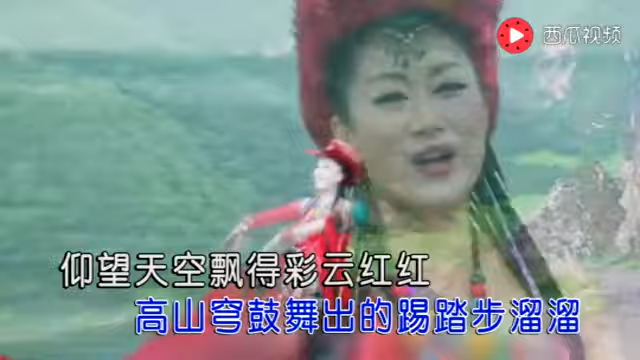 西瓜视频
仰望天空飘得彩云红红
高山穹鼓舞出的踢踏步溜溜